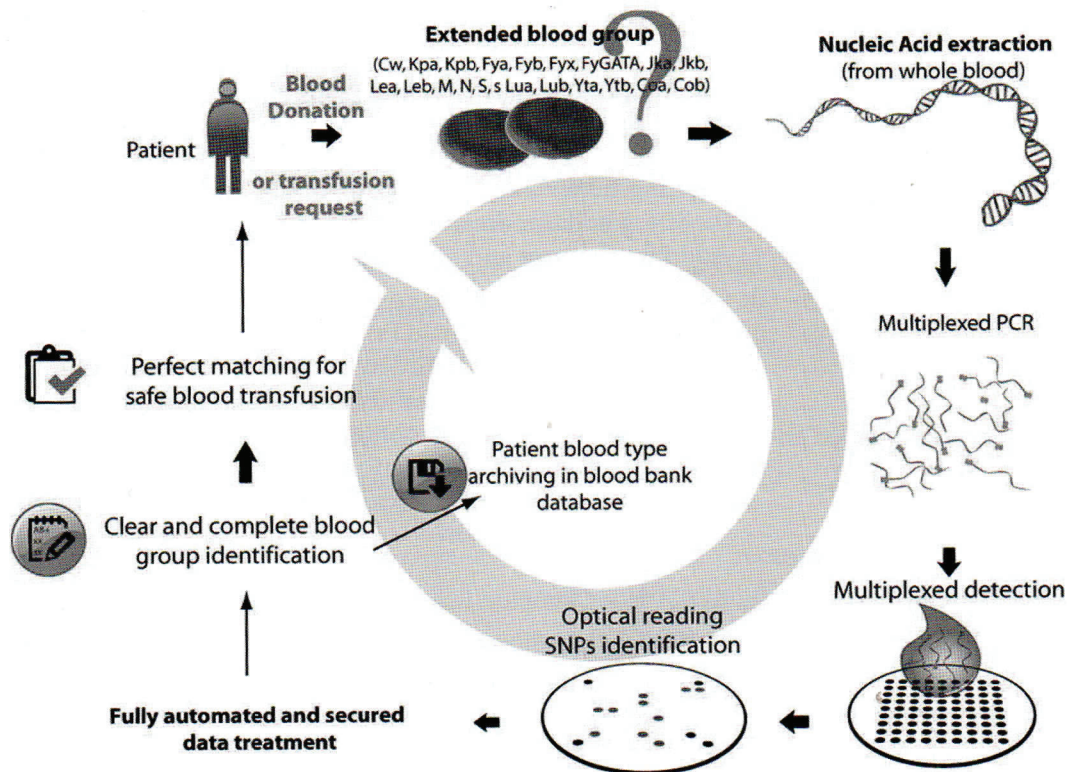 Extended blood group
(Cw, Kpa, Kpb, Fya, Fyb, Fyx, FyGATA, Jka, Jkb,
Lea, Leb, M, N, S, s Lua, Lub, Yta, Ytb, Coa, Cob)
?
Nucleic Acid extraction
(from whole blood)
Blood
Donation
Patient
or transfusion
request
Multiplexed PCR
Perfect matching for
safe blood transfusion
Patient blood type
archiving in blood bank
database
Clear and complete blood
group identification
Multiplexed detection
Optical reading
SNPs identification
Fully automated and secured
data treatment